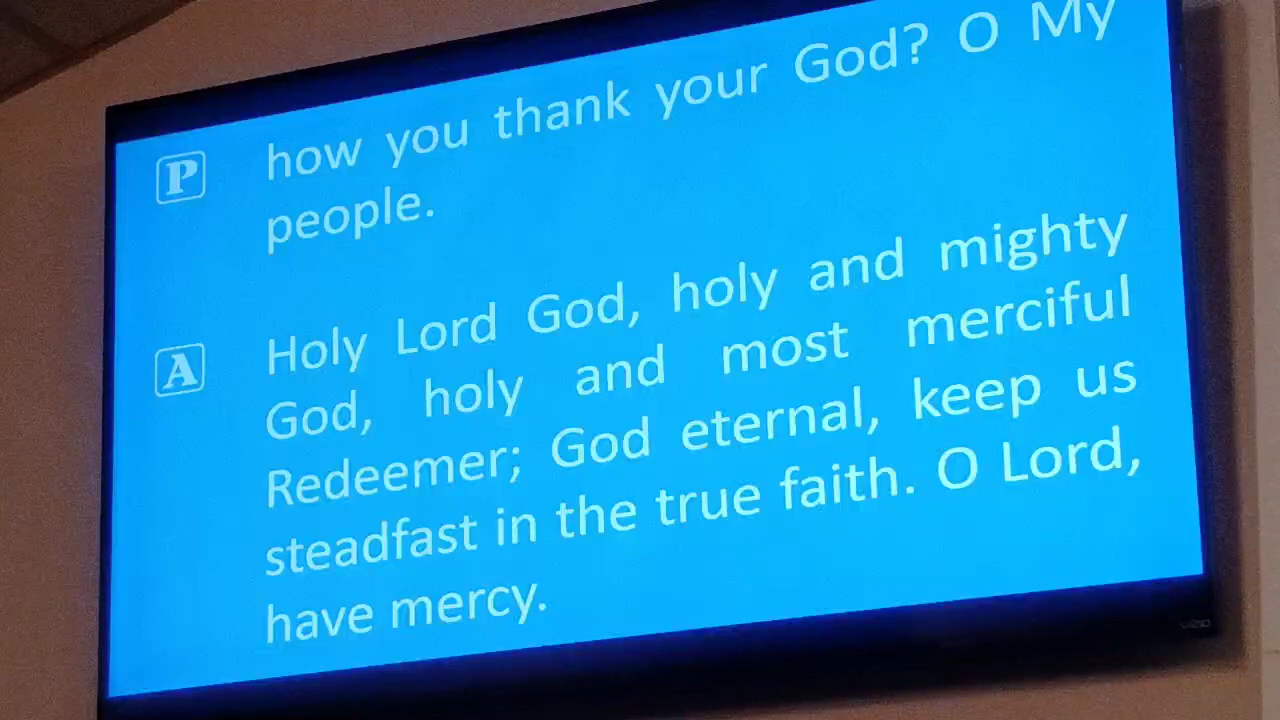 P how you thank your God? O My
people.
A Holy Lord God, holy and mighty
God, holy and most merciful
Redeemer; God eternal, keep us
steadfast in the true faith. O Lord,
have mercy.
VIZIO